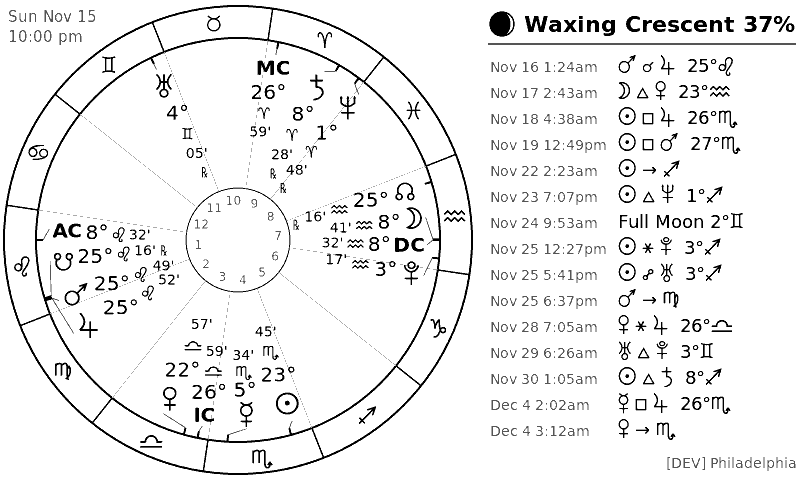 Sun Nov 15
10:00 pm
Waxing Crescent 37%
Nov 16 1:24am ♂ ☌ ♃ 25°♌
Nov 17 2:43am ☽ △ ♀ 23°♒
Nov 18 4:38am ☉ □ ♃ 26°♏
Nov 19 12:49pm ☉ □ ♂ 27°♏
Nov 22 2:23am ☉ → ♐
Nov 23 7:07pm ☉ △ ♆ 1°♐
Nov 24 9:53am Full Moon 2°♊
Nov 25 12:27pm ☉ ⚹ ⯓ 3°♐
Nov 25 5:41pm ☉ ☍ ♅ 3°♐
Nov 25 6:37pm ♂ → ♍
Nov 28 7:05am ♀ ⚹ ♃ 26°♎
Nov 29 6:26am ♅ △ ⯓ 3°♊
Nov 30 1:05am ☉ △ ♄ 8°♐
Dec 4 2:02am ☿ □ ♃ 26°♏
Dec 4 3:12am ♀ → ♏
[DEV] Philadelphia
♉
♈
♊
♓
♋
♒
♌
♑
♍
♐
♎
♏
♅ 4° ♊ 05' ℞
MC 26° ♈ 59'
♄ 8° ♈ 28' ℞
♆ 1° ♈ 48' ℞
℞ 16' ♒ 25° ☊
41' ♒ 8° ☽
32' ♒ 8° DC
17' ♒ 3° ⯓
AC 8° ♌ 32'
☋ 25° ♌ 16' ℞
♂ 25° ♌ 49'
♃ 25° ♌ 52'
♀ 22° ♎ 57'
IC 26° ♎ 59'
☿ 5° ♏ 34'
☉ 23° ♏ 45'
1
2
3
4
5
6
7
8
9
10
11
12